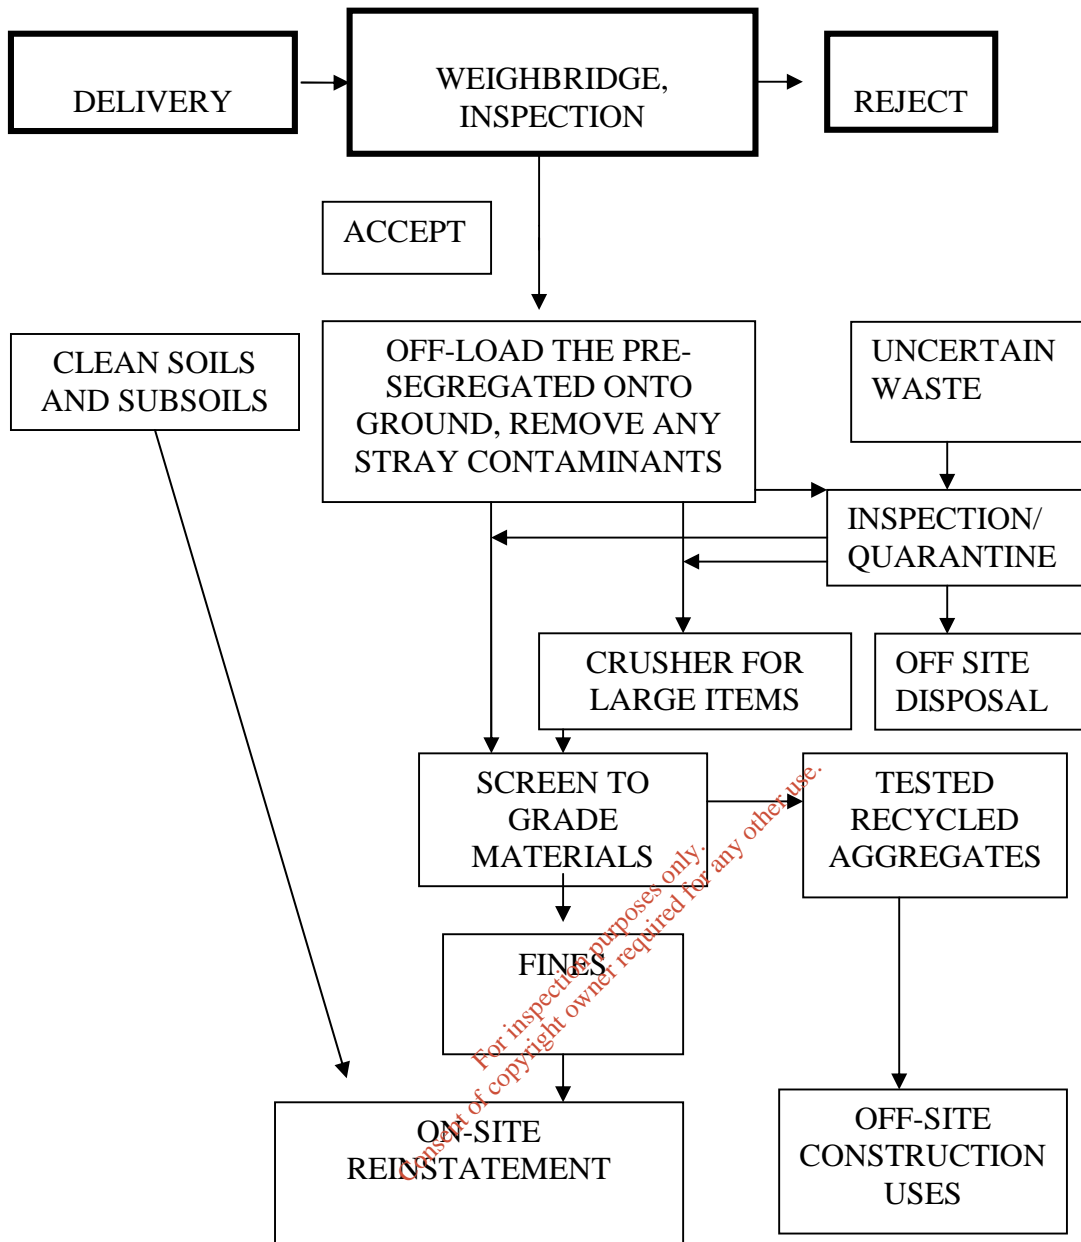 DELIVERY
WEIGHBRIDGE,
INSPECTION
REJECT
ACCEPT
CLEAN SOILS
AND SUBSOILS
OFF-LOAD THE PRE-
SEGREGATED ONTO
GROUND, REMOVE ANY
STRAY CONTAMINANTS
UNCERTAIN
WASTE
INSPECTION/
QUARANTINE
CRUSHER FOR
LARGE ITEMS
OFF SITE
DISPOSAL
SCREEN TO
GRADE
MATERIALS
TESTED
RECYCLED
AGGREGATES
FINES
ON-SITE
REINSTATEMENT
OFF-SITE
CONSTRUCTION
USES
For inspection purposes only.
Consent of copyright owner required for any other use.